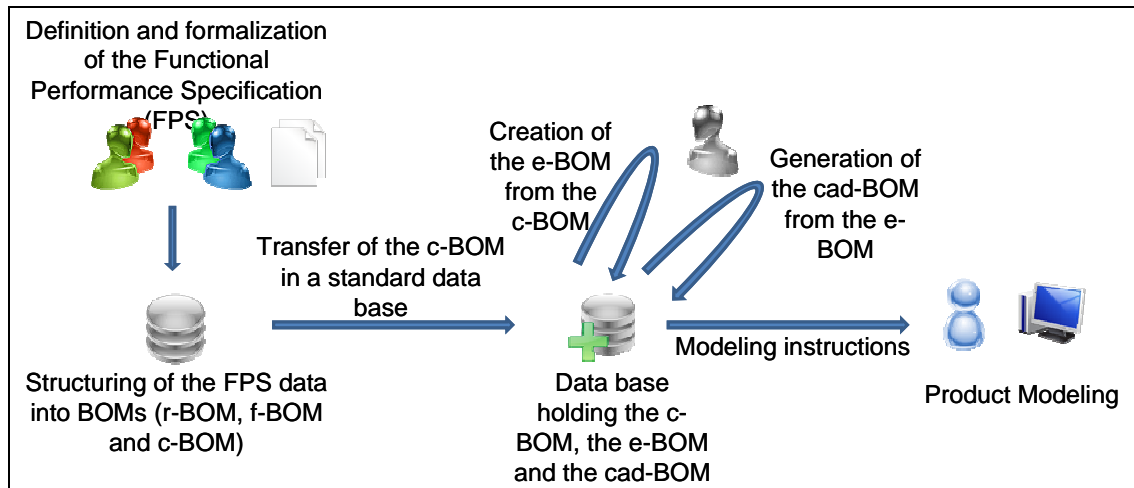 Definition and formalization
of the Functional
Performance Specification
(FPS)
Creation of
the e-BOM
from the
c-BOM
Generation of
the cad-BOM
from the e-
BOM
Transfer of the c-BOM
in a standard data
base
Modeling instructions
Structuring of the FPS data
into BOMs (r-BOM, f-BOM
and c-BOM)
Data base
holding the c-
BOM, the e-BOM
and the cad-BOM
Product Modeling